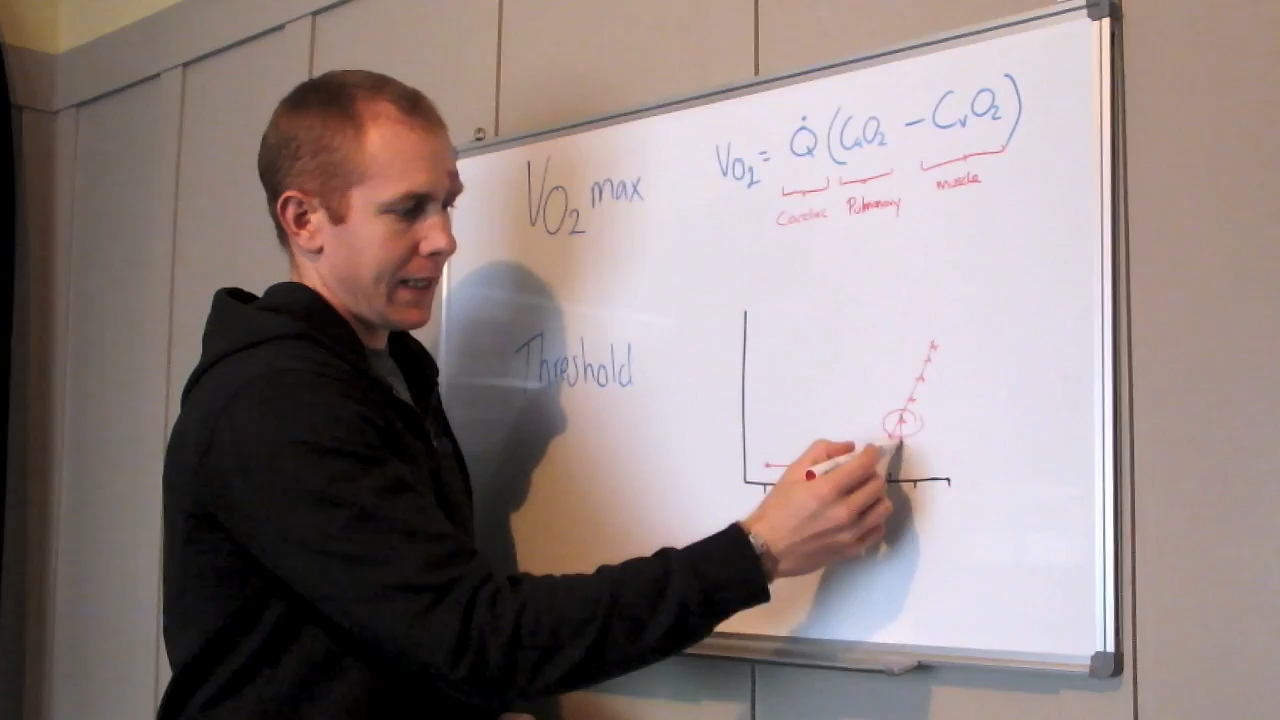 VO2 max
VO2 = Q̇ (CaO2 - CvO2)
Cardiac Pulmonary muscle
Threshold